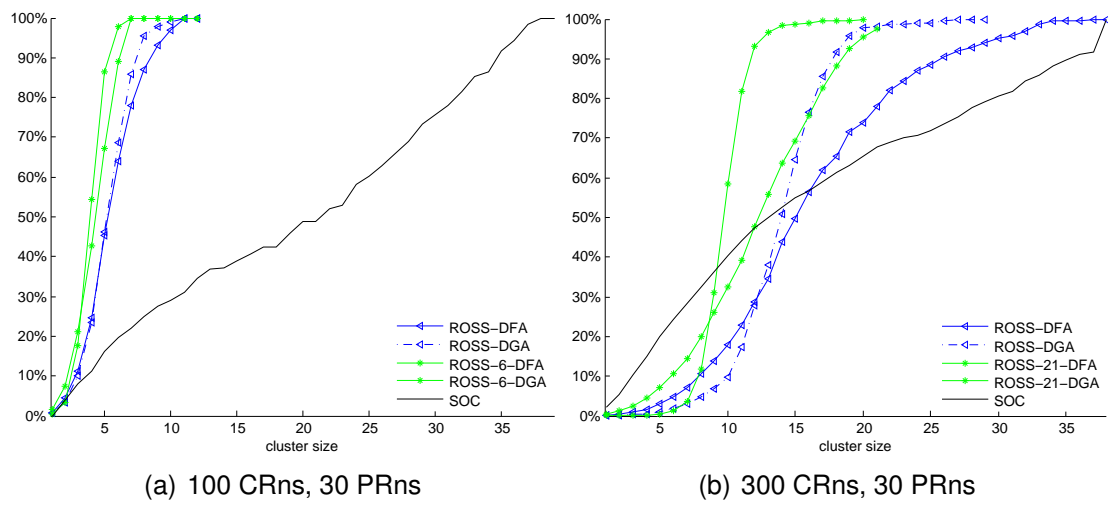 100%
90%
80%
70%
60%
50%
40%
30%
20%
10%
0%
5 10 15 20 25 30 35
cluster size
ROSS-DFA
ROSS-DGA
ROSS-6-DFA
ROSS-6-DGA
SOC
(a) 100 CRns, 30 PRns
100%
90%
80%
70%
60%
50%
40%
30%
20%
10%
0%
5 10 15 20 25 30 35
cluster size
ROSS-DFA
ROSS-DGA
ROSS-21-DFA
ROSS-21-DGA
SOC
(b) 300 CRns, 30 PRns